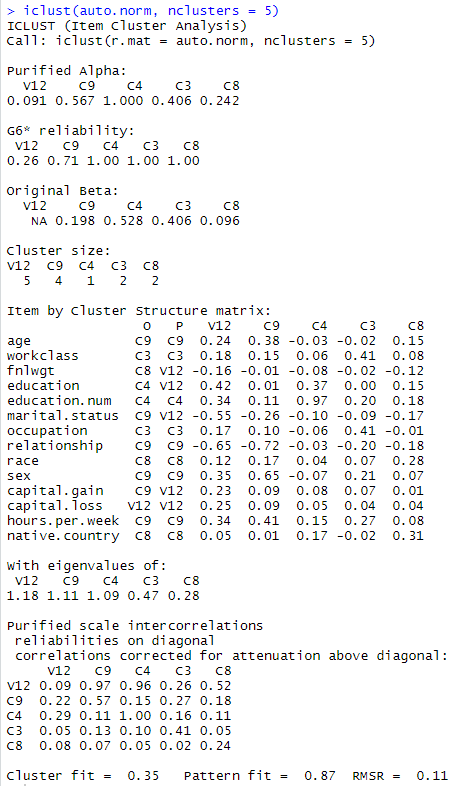 > iclust(auto.norm, nclusters = 5)
ICLUST (Item Cluster Analysis)
Call: iclust(r.mat = auto.norm, nclusters = 5)

Purified Alpha:
  V12    C9    C4    C3    C8
0.091 0.567 1.000 0.406 0.242

G6* reliability:
 V12   C9   C4   C3   C8
0.26 0.71 1.00 1.00 1.00

Original Beta:
  V12    C9    C4    C3    C8
   NA 0.198 0.528 0.406 0.096

Cluster size:
V12  C9  C4  C3  C8
  5   4   1   2   2

Item by Cluster Structure matrix:
                 O   P   V12    C9    C4    C3    C8
age             C9  C9  0.24  0.38 -0.03 -0.02  0.15
workclass       C3  C3  0.18  0.15  0.06  0.41  0.08
fnlwgt          C8 V12 -0.16 -0.01 -0.08 -0.02 -0.12
education       C4 V12  0.42  0.01  0.37  0.00  0.15
education.num   C4  C4  0.34  0.11  0.97  0.20  0.18
marital.status  C9 V12 -0.55 -0.26 -0.10 -0.09 -0.17
occupation      C3  C3  0.17  0.10 -0.06  0.41 -0.01
relationship    C9  C9 -0.65 -0.72 -0.03 -0.20 -0.18
race            C8  C8  0.12  0.17  0.04  0.07  0.28
sex             C9  C9  0.35  0.65 -0.07  0.21  0.07
capital.gain    C9 V12  0.23  0.09  0.08  0.07  0.01
capital.loss   V12 V12  0.25  0.09  0.05  0.04  0.04
hours.per.week  C9  C9  0.34  0.41  0.15  0.27  0.08
native.country  C8  C8  0.05  0.01  0.17 -0.02  0.31

With eigenvalues of:
 V12   C9   C4   C3   C8
1.18 1.11 1.09 0.47 0.28

Purified scale intercorrelations
 reliabilities on diagonal
 correlations corrected for attenuation above diagonal:
     V12   C9   C4   C3   C8
V12 0.09 0.97 0.96 0.26 0.52
C9  0.22 0.57 0.15 0.27 0.18
C4  0.29 0.11 1.00 0.16 0.11
C3  0.05 0.13 0.10 0.41 0.05
C8  0.08 0.07 0.05 0.02 0.24

Cluster fit =  0.35   Pattern fit =  0.87  RMSR =  0.11